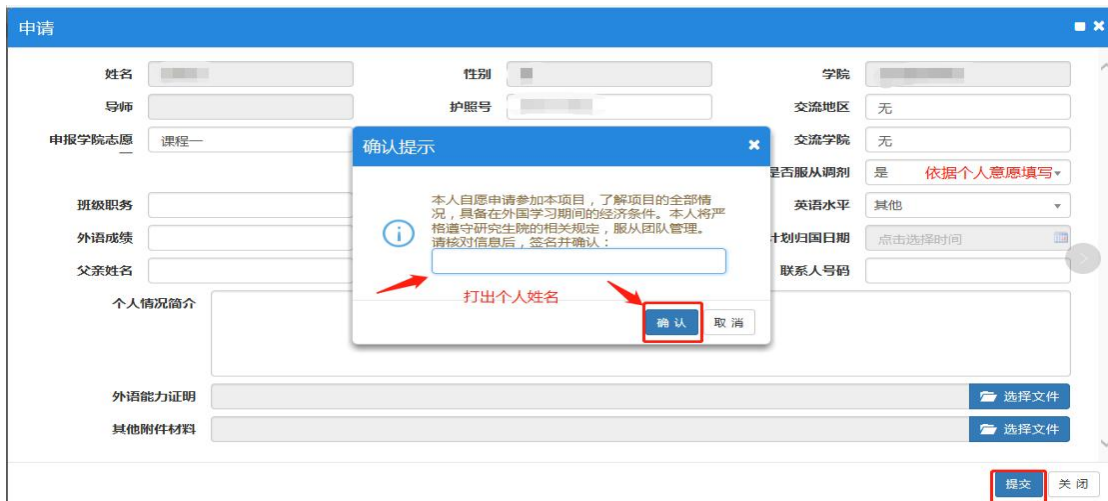 申请
姓名
性别
学院
导师
护照号
交流地区 无
申报学院志愿一 课程一
交流学院 无
是否服从调剂 是 依据个人意愿填写
班级职务
英语水平 其他
外语成绩
计划归国日期 点击选择时间
父亲姓名
联系人号码
个人情况简介
外语能力证明 选择文件
其他附件材料 选择文件
提交 关闭
确认提示
本人自愿申请参加本项目，了解项目的全部情
况，具备在外国学习期间的经济条件。本人将严
格遵守研究生院的相关规定，服从团队管理。
请核对信息后，签名并确认：
打出个人姓名
确认 取消